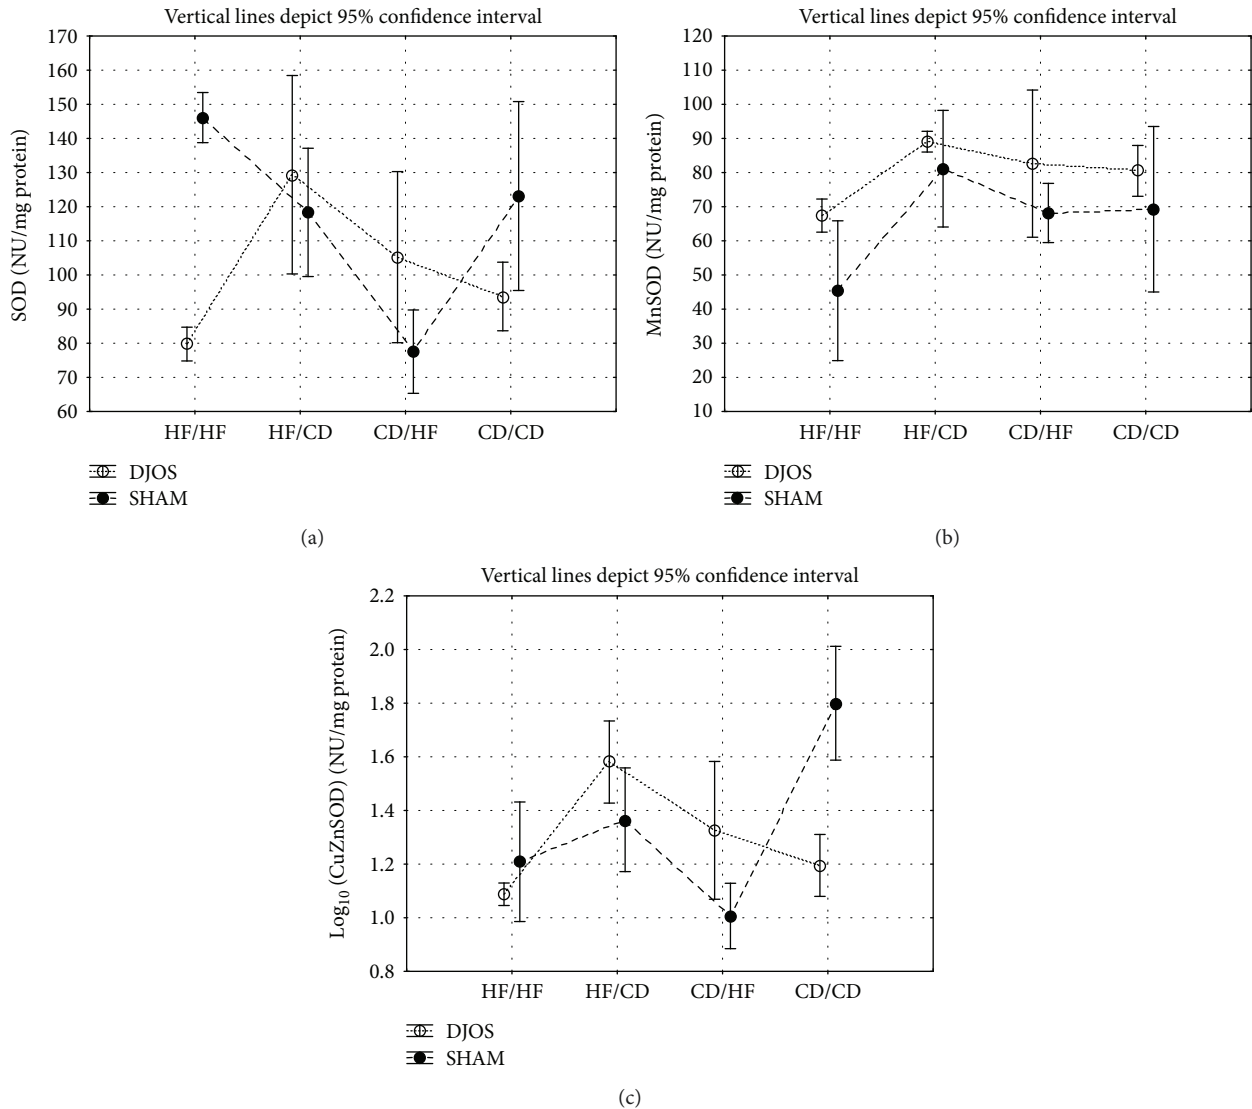 Vertical lines depict 95% confidence interval
SOD (NU/mg protein)
170
160
150
140
130
120
110
100
90
80
70
60
HF/HF HF/CD CD/HF CD/CD
DJOS
SHAM
(a)
Vertical lines depict 95% confidence interval
MnSOD (NU/mg protein)
120
110
100
90
80
70
60
50
40
30
20
10
HF/HF HF/CD CD/HF CD/CD
DJOS
SHAM
(b)
Vertical lines depict 95% confidence interval
Log10 (CuZnSOD) (NU/mg protein)
2.2
2.0
1.8
1.6
1.4
1.2
1.0
0.8
HF/HF HF/CD CD/HF CD/CD
DJOS
SHAM
(c)